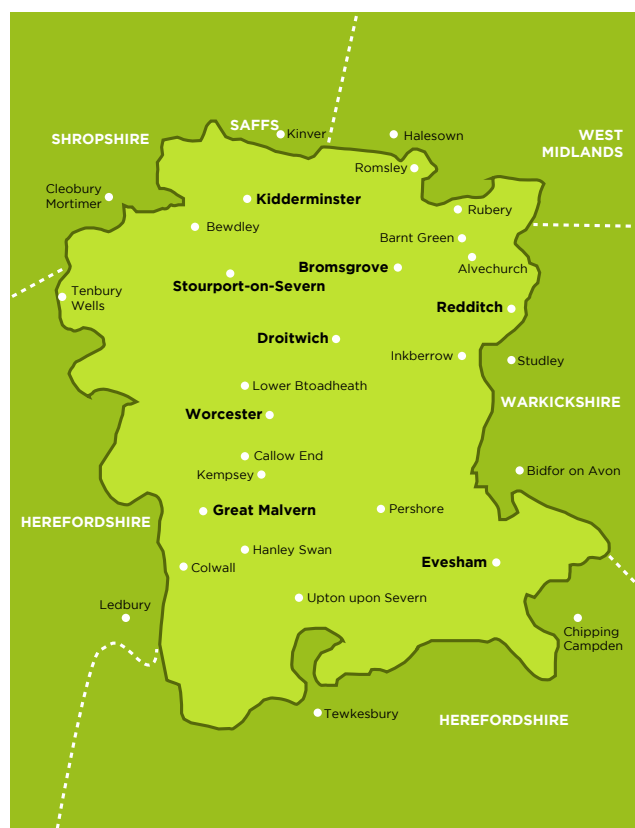 SAFFS
Kinver
Halesown
SHROPSHIRE
WEST
MIDLANDS
Romsley
Cleobury
Mortimer
Kidderminster
Rubery
Bewdley
Barnt Green
Bromsgrove
Alvechurch
Stourport-on-Severn
Tenbury
Wells
Redditch
Droitwich
Inkberrow
Studley
Lower Btoadheath
WARKICKSHIRE
Worcester
Callow End
Kempsey
Bidfor on Avon
Great Malvern
Pershore
HEREFORDSHIRE
Hanley Swan
Evesham
Colwall
Ledbury
Upton upon Severn
Chipping
Campden
Tewkesbury
HEREFORDSHIRE